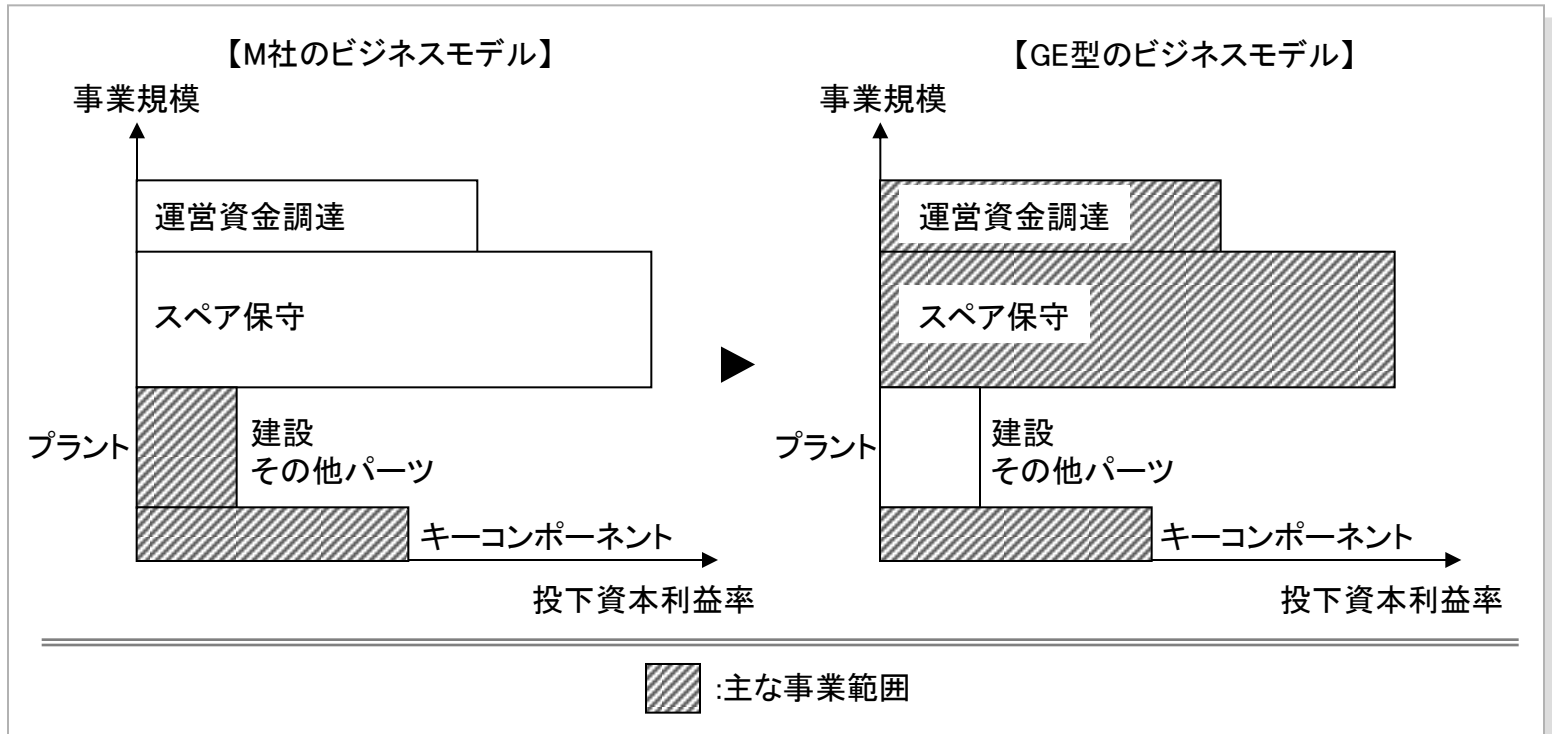 【M社のビジネスモデル】
事業規模
運営資金調達
スペア保守
プラント
建設
その他パーツ
キーコンポーネント
投下資本利益率
【GE型のビジネスモデル】
事業規模
運営資金調達
スペア保守
プラント
建設
その他パーツ
キーコンポーネント
投下資本利益率
:主な事業範囲